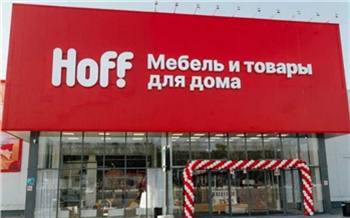 Hoff
Мебель и товары
для дома